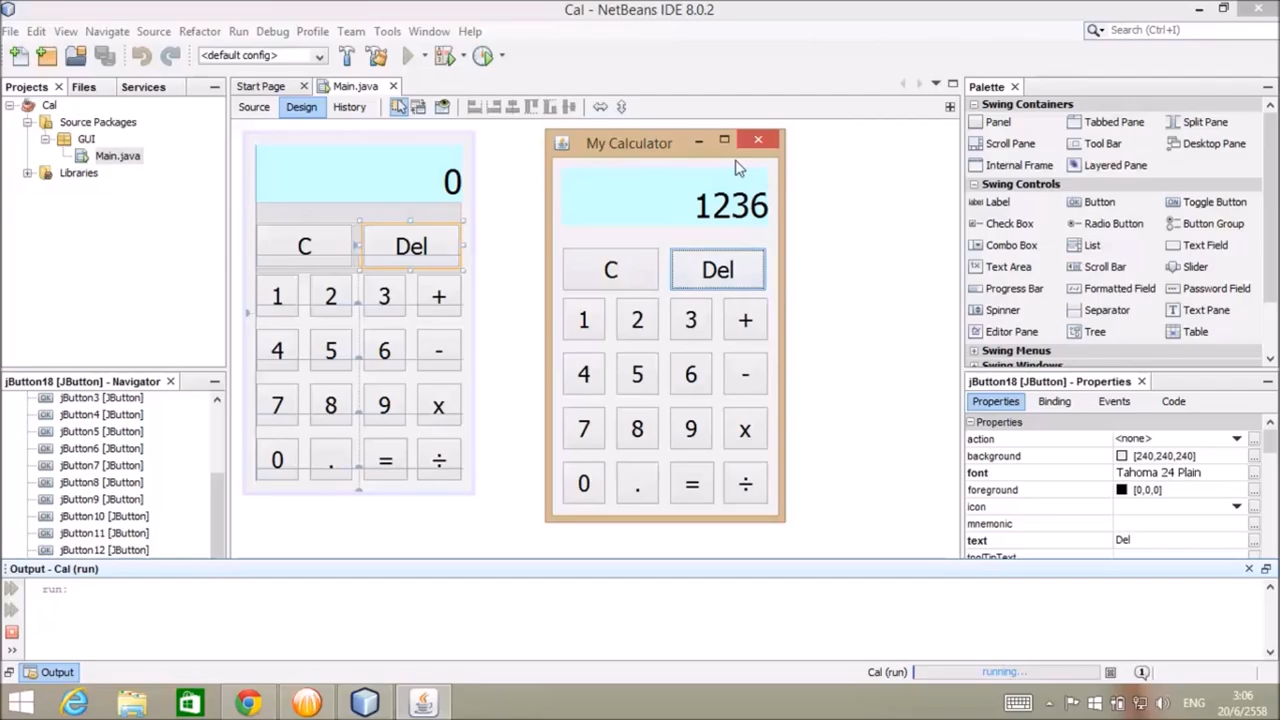 Cal - NetBeans IDE 8.0.2
File Edit View Navigate Source Refactor Run Debug Profile Team Tools Window Help
Search (Ctrl+I)
<default config>
Projects Files Services
Start Page Main.java
Palette
Cal
Source Packages
GUI
Main.java
Libraries
Source Design History
Swing Containers
Panel Tabbed Pane Split Pane
Scroll Pane Tool Bar Desktop Pane
Internal Frame Layered Pane
Swing Controls
Label Button Toggle Button
Check Box Radio Button Button Group
Combo Box List Text Field
Text Area Scroll Bar Slider
Progress Bar Formatted Field Password Field
Spinner Separator Text Pane
Editor Pane Tree Table
Swing Menus
Swing Windows
0
C Del
1 2 3 +
4 5 6 -
7 8 9 x
0 . = ÷
My Calculator
1236
C Del
1 2 3 +
4 5 6 -
7 8 9 x
0 . = ÷
jButton18 [JButton] - Navigator
jButton3 [JButton]
jButton4 [JButton]
jButton5 [JButton]
jButton6 [JButton]
jButton7 [JButton]
jButton8 [JButton]
jButton9 [JButton]
jButton10 [JButton]
jButton11 [JButton]
jButton12 [JButton]
jButton18 [JButton] - Properties
Properties Binding Events Code
Properties
action <none>
background [240,240,240]
font Tahoma 24 Plain
foreground [0,0,0]
icon
mnemonic
text Del
toolTipText
Output - Cal (run)
run:
Output
Cal (run) running... 1
ENG
3:06
20/6/2558